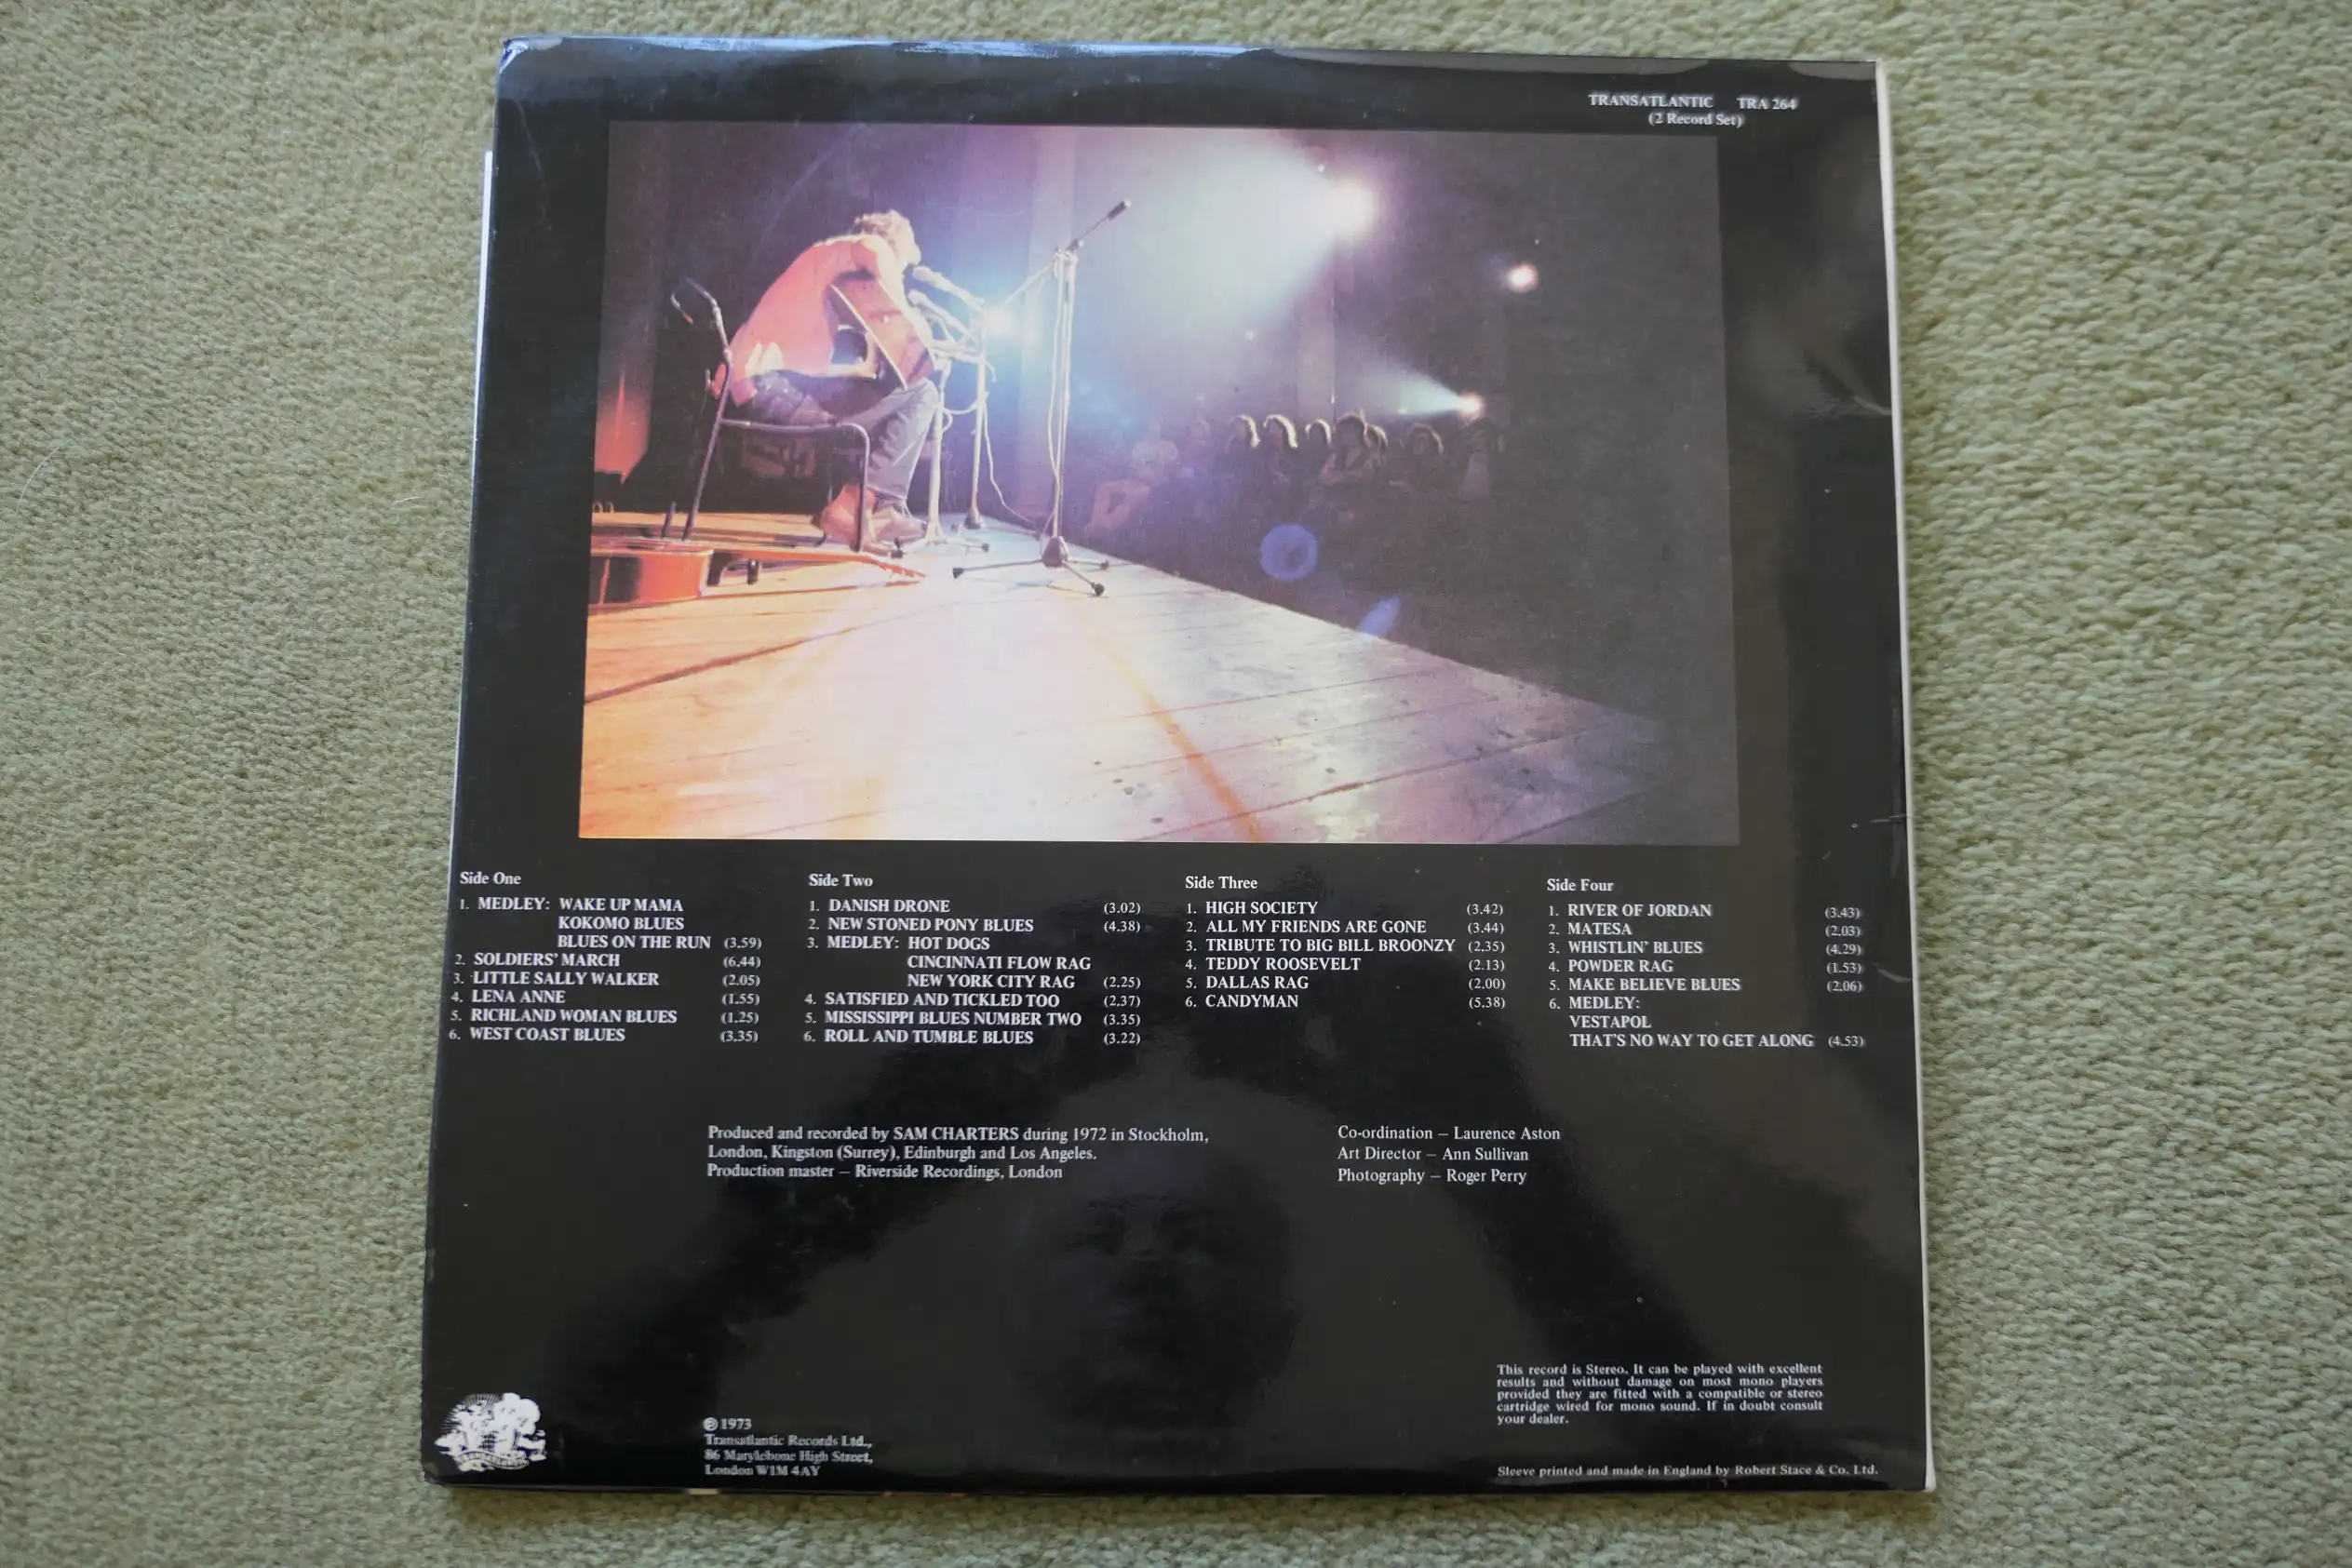 TRANSATLANTIC TRA 264
(2 Record Set)
Side One
1. MEDLEY: WAKE UP MAMA
KOKOMO BLUES
BLUES ON THE RUN (3.59)
2. SOLDIERS' MARCH (6.44)
3. LITTLE SALLY WALKER (2.05)
4. LENA ANNE (1.55)
5. RICHLAND WOMAN BLUES (1.25)
6. WEST COAST BLUES (3.35)
Side Two
1. DANISH DRONE (3.02)
2. NEW STONED PONY BLUES (4.38)
3. MEDLEY: HOT DOGS
CINCINNATI FLOW RAG
NEW YORK CITY RAG (2.25)
4. SATISFIED AND TICKLED TOO (2.37)
5. MISSISSIPPI BLUES NUMBER TWO (3.35)
6. ROLL AND TUMBLE BLUES (3.22)
Side Three
1. HIGH SOCIETY (3.42)
2. ALL MY FRIENDS ARE GONE (3.44)
3. TRIBUTE TO BIG BILL BROONZY (2.35)
4. TEDDY ROOSEVELT (2.13)
5. DALLAS RAG (2.00)
6. CANDYMAN (5.38)
Side Four
1. RIVER OF JORDAN (3.43)
2. MATESA (2.03)
3. WHISTLIN' BLUES (4.29)
4. POWDER RAG (1.53)
5. MAKE BELIEVE BLUES (2.06)
6. MEDLEY:
VESTAPOL
THAT'S NO WAY TO GET ALONG (4.53)
Produced and recorded by SAM CHARTERS during 1972 in Stockholm,
London, Kingston (Surrey), Edinburgh and Los Angeles.
Production master – Riverside Recordings, London
Co-ordination – Laurence Aston
Art Director – Ann Sullivan
Photography – Roger Perry
This record is Stereo. It can be played with excellent
results and without damage on most mono players
provided they are fitted with a compatible or stereo
cartridge wired for mono sound. If in doubt consult
your dealer.
℗ 1973
Transatlantic Records Ltd.,
86 Marylebone High Street,
London W1M 4AY
Sleeve printed and made in England by Robert Stace & Co. Ltd.